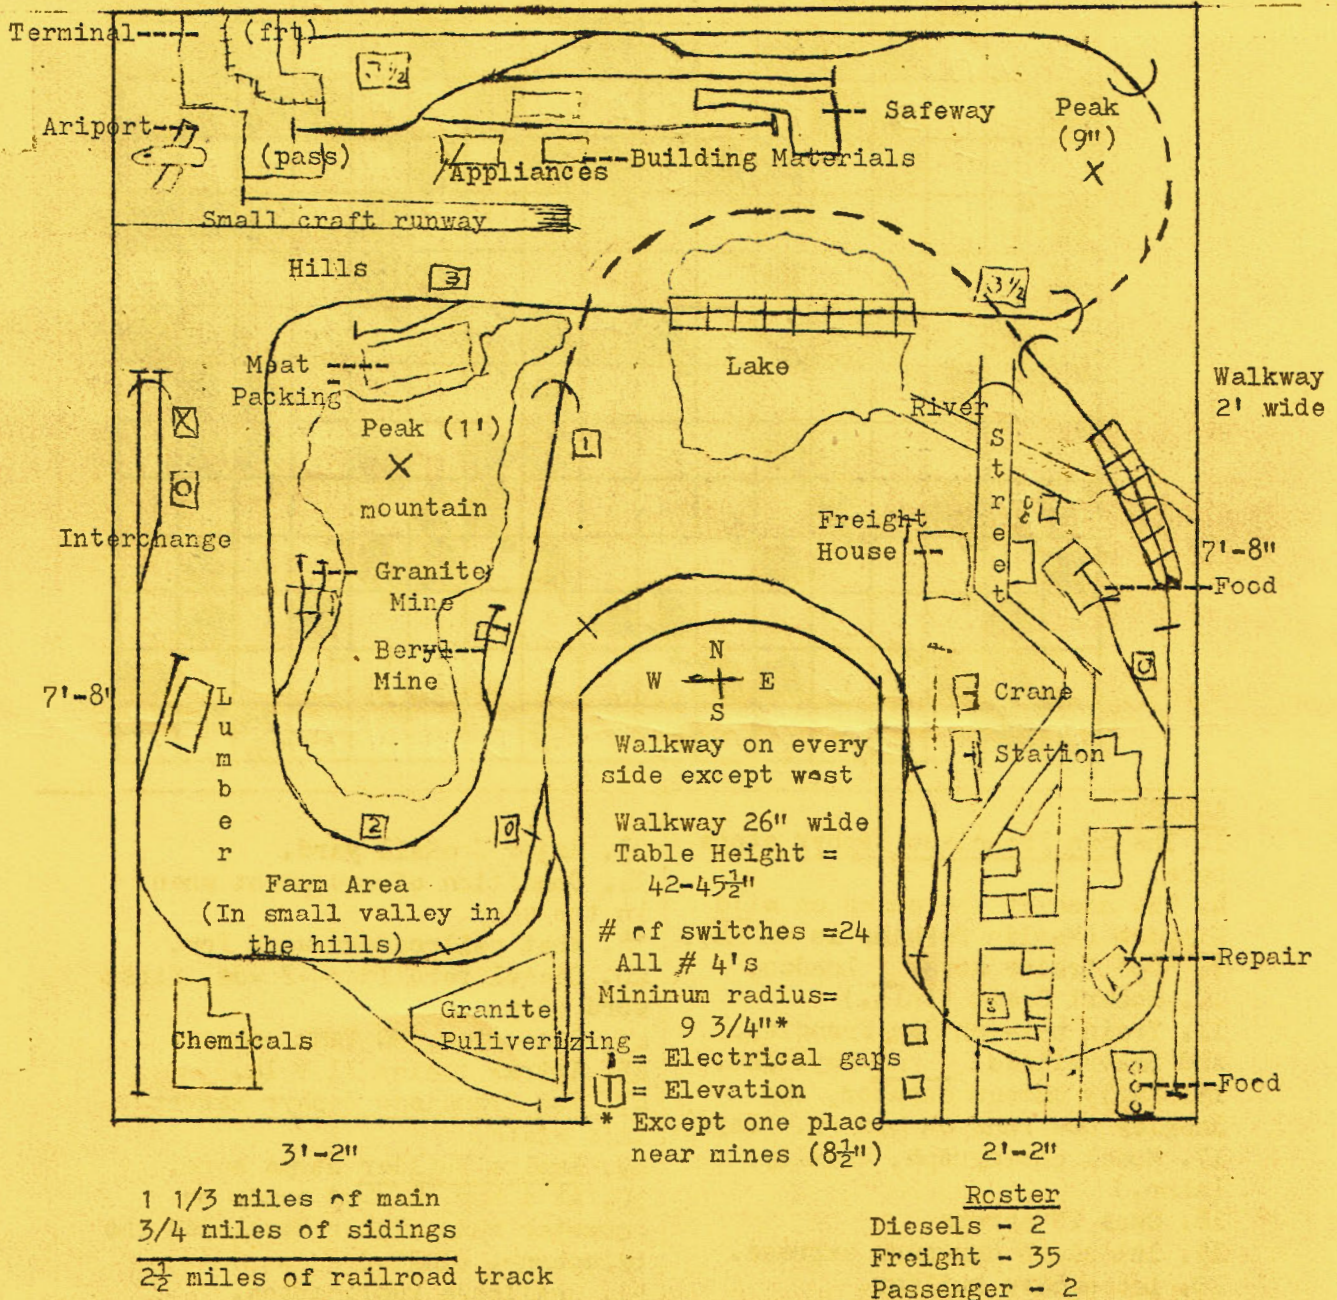 Terminal
(frt)
3½
Ariport
(pass)
Appliances
Building Materials
Safeway
Peak
(9")
X
Small craft runway
Hills
3
3½
Meat
Packing
Lake
River
Walkway
2' wide
Peak (1')
X
mountain
1
X
O
Interchange
Street
Freight
House
7'-8"
Food
Granite
Mine
Beryl
Mine
N
W E
S
0
Crane
Station
7'-8'
Lumber
Walkway on every
side except west
Walkway 26" wide
Table Height =
42-45½"
2
0
Farm Area
(In small valley in
the hills)
# of switches =24
All # 4's
Minimum radius=
9 3/4"*
Repair
Granite
Puliverizing
Chemicals
= Electrical gaps
= Elevation
* Except one place
near mines (8½")
Food
3'-2"
2'-2"
1 1/3 miles of main
3/4 miles of sidings
2½ miles of railroad track
Roster
Diesels - 2
Freight - 35
Passenger - 2